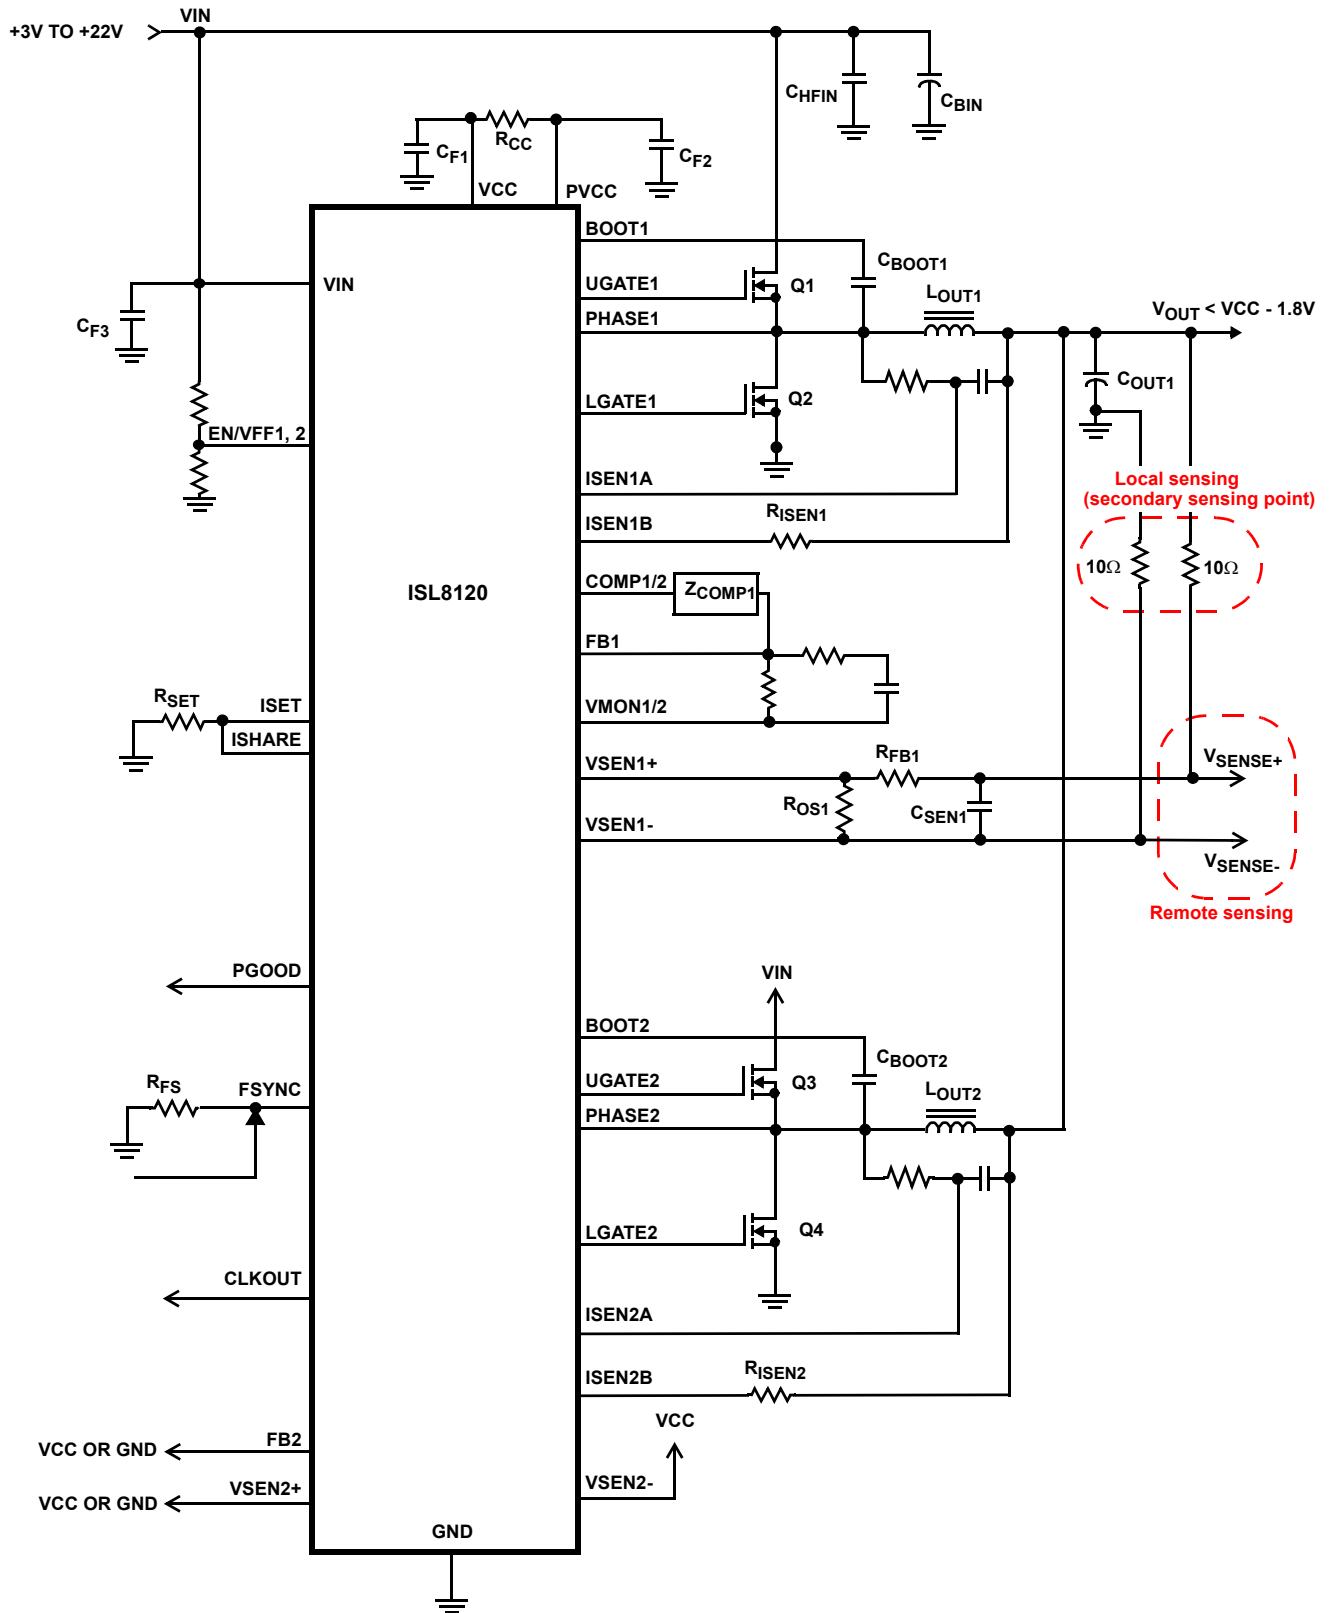 VIN
+3V TO +22V
CHFIN
CBIN
CF1
RCC
CF2
VCC
PVCC
BOOT1
CBOOT1
VIN
UGATE1
Q1
LOUT1
CF3
PHASE1
VOUT < VCC - 1.8V
COUT1
LGATE1
Q2
EN/VFF1, 2
ISEN1A
Local sensing
(secondary sensing point)
RISEN1
ISEN1B
10Ω
10Ω
ISL8120
COMP1/2
ZCOMP1
FB1
RSET
ISET
ISHARE
VMON1/2
VSEN1+
RFB1
VSENSE+
ROS1
CSEN1
VSEN1-
VSENSE-
Remote sensing
PGOOD
VIN
BOOT2
CBOOT2
RFS
FSYNC
UGATE2
Q3
LOUT2
PHASE2
LGATE2
Q4
CLKOUT
ISEN2A
RISEN2
ISEN2B
VCC
VCC OR GND
FB2
VCC OR GND
VSEN2+
VSEN2-
GND